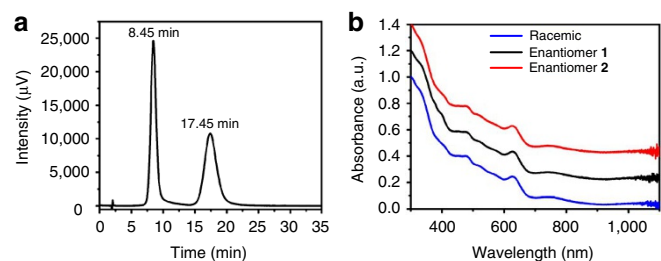 a
8.45 min
17.45 min
25,000
20,000
15,000
10,000
5,000
0
Intensity (μV)
0 5 10 15 20 25 30 35
Time (min)
b
Racemic
Enantiomer 1
Enantiomer 2
1.4
1.2
1.0
0.8
0.6
0.4
0.2
0.0
Absorbance (a.u.)
400 600 800 1,000
Wavelength (nm)